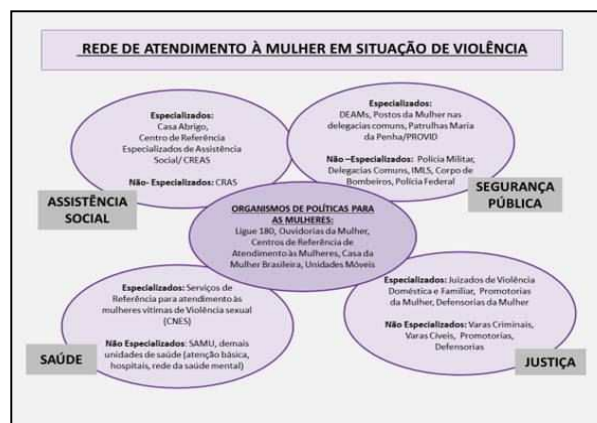 REDE DE ATENDIMENTO À MULHER EM SITUAÇÃO DE VIOLÊNCIA
Especializados:
Casa Abrigo,
Centro de Referência
Especializados de Assistência
Social/ CREAS
Não- Especializados: CRAS
ASSISTÊNCIA
SOCIAL
Especializados:
DEAMs, Postos da Mulher nas
delegacias comuns, Patrulhas Maria
da Penha/PROVID
Não –Especializados: Polícia Militar,
Delegacias Comuns, IMLS, Corpo de
Bombeiros, Polícia Federal
SEGURANÇA
PÚBLICA
ORGANISMOS DE POLÍTICAS PARA
AS MULHERES:
Ligue 180, Ouvidorias da Mulher,
Centros de Referência de
Atendimento às Mulheres, Casa da
Mulher Brasileira, Unidades Móveis
Especializados: Serviços de
Referência para atendimento às
mulheres vítimas de Violência sexual
(CNES)
Não Especializados: SAMU, demais
unidades de saúde (atenção básica,
hospitais, rede da saúde mental)
SAÚDE
Especializados: Juizados de Violência
Doméstica e Familiar, Promotorias
da Mulher, Defensorias da Mulher
Não Especializados: Varas Criminais,
Varas Cíveis, Promotorias,
Defensorias
JUSTIÇA